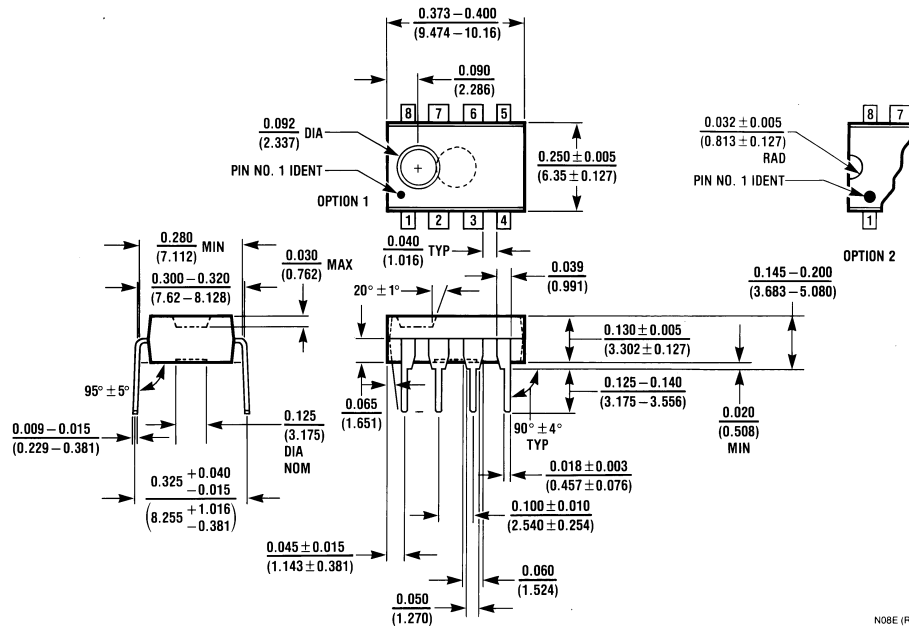 0.373–0.400
(9.474–10.16)
0.090
(2.286)
8 7 6 5
0.092 DIA
(2.337)
PIN NO. 1 IDENT
OPTION 1
0.250 ± 0.005
(6.35 ± 0.127)
1 2 3 4
0.032 ± 0.005
(0.813 ± 0.127)
RAD
PIN NO. 1 IDENT
8 7
1
OPTION 2
0.280 MIN
(7.112)
0.030 MAX
(0.762)
0.300–0.320
(7.62–8.128)
0.040 TYP
(1.016)
0.039
(0.991)
20° ± 1°
0.145–0.200
(3.683–5.080)
0.130 ± 0.005
(3.302 ± 0.127)
0.125–0.140
(3.175–3.556)
0.020
(0.508)
MIN
95° ± 5°
0.065
(1.651)
90° ± 4°
TYP
0.009–0.015
(0.229–0.381)
0.125
(3.175)
DIA
NOM
0.018 ± 0.003
(0.457 ± 0.076)
0.325 +0.040
−0.015
(8.255 +1.016
−0.381)
0.100 ± 0.010
(2.540 ± 0.254)
0.045 ± 0.015
(1.143 ± 0.381)
0.060
(1.524)
0.050
(1.270)
N08E (R